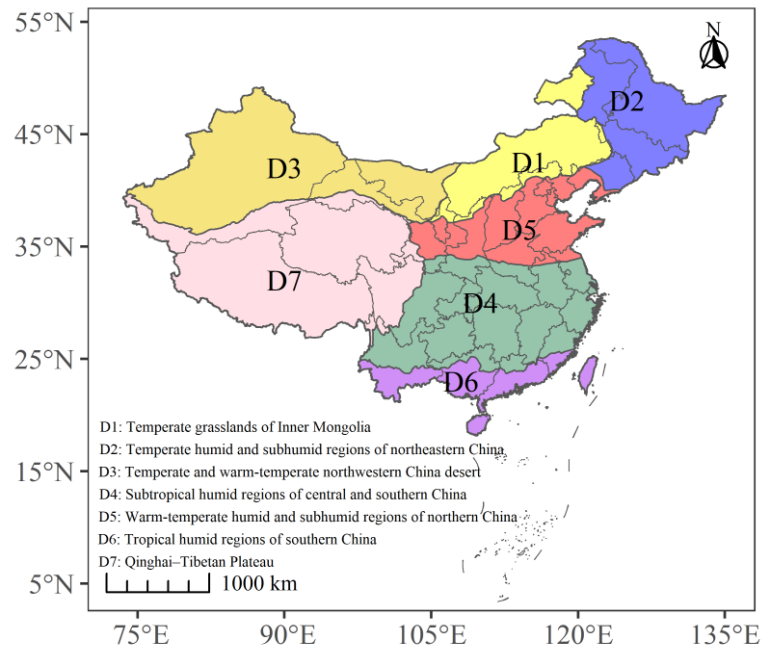 55°N
N
D2
45°N
D3
D1
35°N
D5
D7
D4
25°N
D6
D1: Temperate grasslands of Inner Mongolia
D2: Temperate humid and subhumid regions of northeastern China
15°N
D3: Temperate and warm-temperate northwestern China desert
D4: Subtropical humid regions of central and southern China
D5: Warm-temperate humid and subhumid regions of northern China
D6: Tropical humid regions of southern China
D7: Qinghai–Tibetan Plateau
5°N
1000 km
75°E 90°E 105°E 120°E 135°E